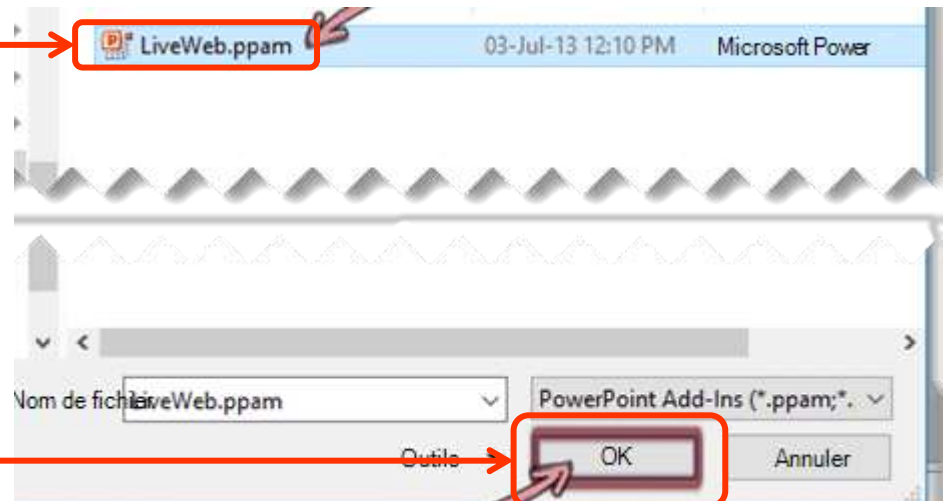 LiveWeb.ppam 03-Jul-13 12:10 PM Microsoft Power
Nom de fichier LiveWeb.ppam PowerPoint Add-Ins (*.ppam;*.
Outils OK Annuler